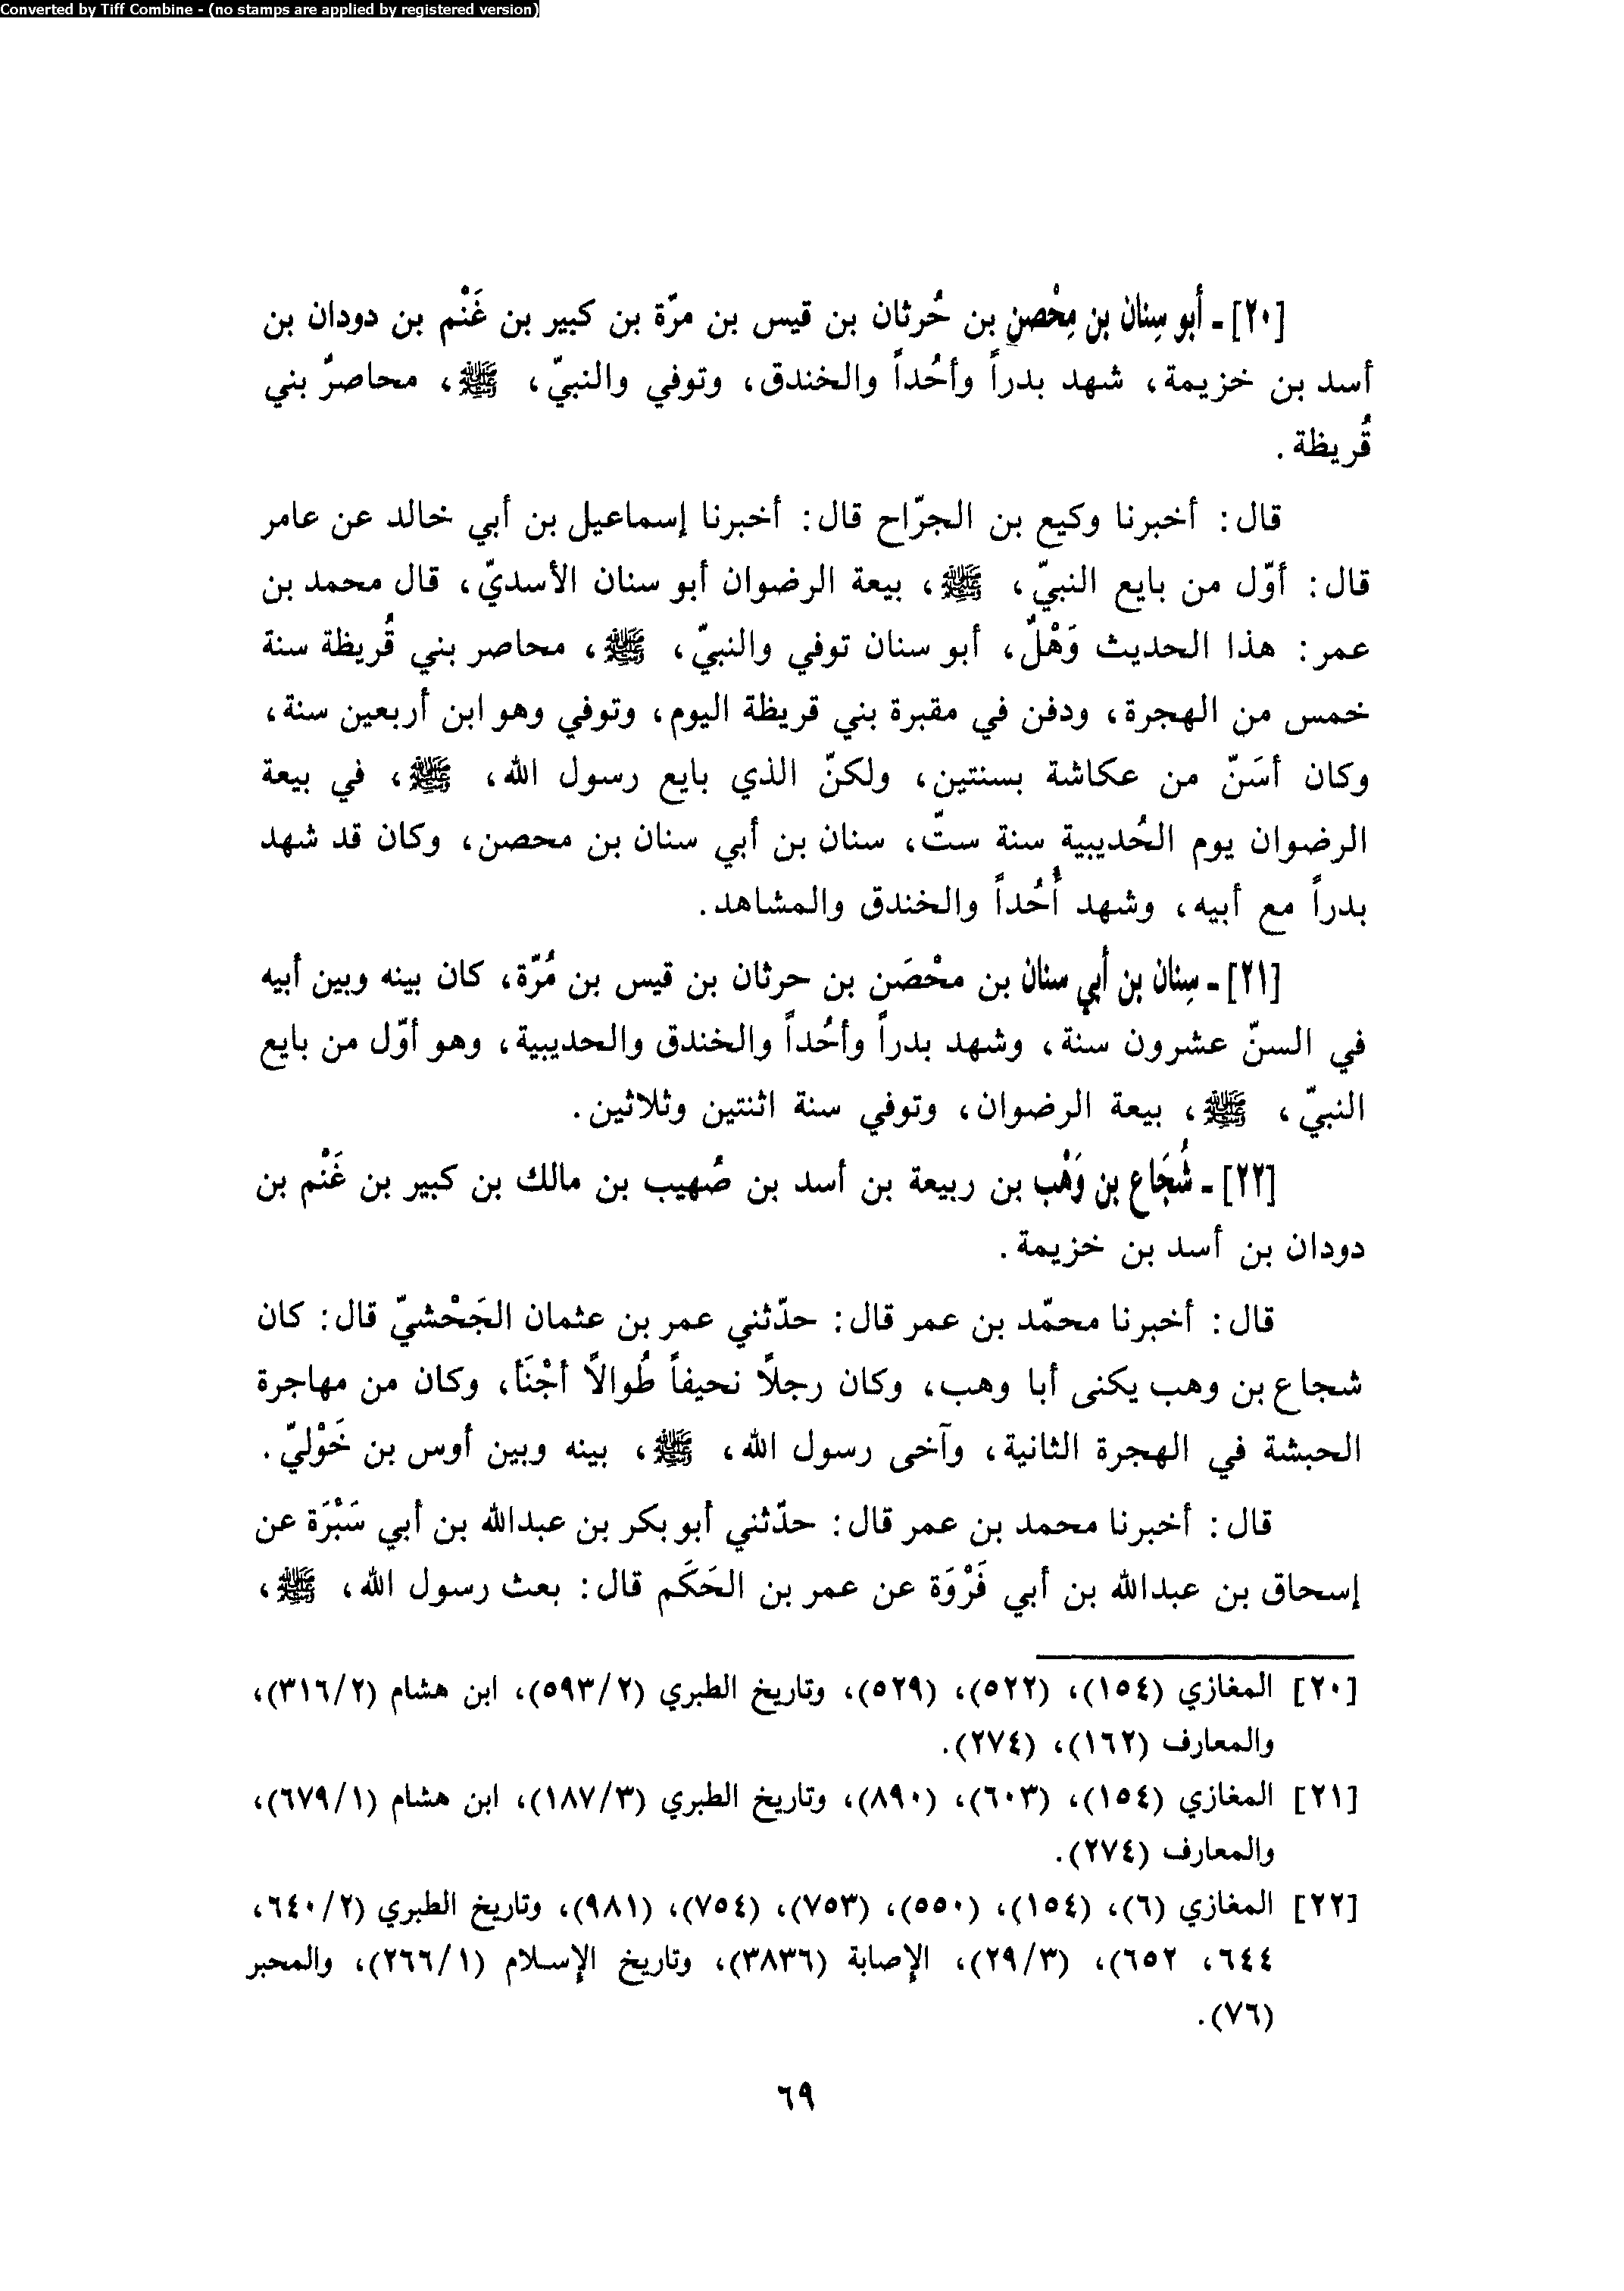 Converted by Tiff Combine - (no stamps are applied by registered version)
[٢٠] ـ أبو سِنان بن مِحْصن بن حُرثان بن قيس بن مرّة بن كبير بن غَنْم بن دودان بن
أسد بن خزيمة، شهد بدراً وأُحُداً والخندق، وتوفي والنبيّ، ﷺ، محاصرٌ بني
قُريظة.
قال: أخبرنا وكيع بن الجرّاح قال: أخبرنا إسماعيل بن أبي خالد عن عامر
قال: أوّل من بايع النبيّ، ﷺ، بيعة الرضوان أبو سنان الأسديّ، قال محمد بن
عمر: هذا الحديث وَهْلٌ، أبو سنان توفي والنبيّ، ﷺ، محاصر بني قُريظة سنة
خمس من الهجرة، ودفن في مقبرة بني قريظة اليوم، وتوفي وهو ابن أربعين سنة،
وكان أسَنّ من عكاشة بسنتين، ولكنّ الذي بايع رسول الله، ﷺ، في بيعة
الرضوان يوم الحُديبية سنة ستّ، سنان بن أبي سنان بن محصن، وكان قد شهد
بدراً مع أبيه، وشهد أُحُداً والخندق والمشاهد.
[٢١] ـ سِنان بن أبي سنان بن محْصَن بن حرثان بن قيس بن مُرّة، كان بينه وبين أبيه
في السنّ عشرون سنة، وشهد بدراً وأحُداً والخندق والحديبية، وهو أوّل من بايع
النبيّ، ﷺ، بيعة الرضوان، وتوفي سنة اثنتين وثلاثين.
[٢٢] ـ شُجَاع بن وَهْب بن ربيعة بن أسد بن صُهيب بن مالك بن كبير بن غَنْم بن
دودان بن أسد بن خزيمة.
قال: أخبرنا محمّد بن عمر قال: حدّثني عمر بن عثمان الجَحْشيّ قال: كان
شجاع بن وهب يكنى أبا وهب، وكان رجلاً نحيفاً طُوالاً أجْنَأ، وكان من مهاجرة
الحبشة في الهجرة الثانية، وآخى رسول الله، ﷺ، بينه وبين أوس بن خَوْليّ.
قال: أخبرنا محمد بن عمر قال: حدّثني أبو بكر بن عبدالله بن أبي سَبْرَة عن
إسحاق بن عبدالله بن أبي فَرْوَة عن عمر بن الحَكَم قال: بعث رسول الله، ﷺ،
[٢٠] المغازي (١٥٤)، (٥٢٢)، (٥٢٩)، وتاريخ الطبري (٥٩٣/٢)، ابن هشام (٣١٦/٢)،
والمعارف (١٦٢)، (٢٧٤).
[٢١] المغازي (١٥٤)، (٦٠٣)، (٨٩٠)، وتاريخ الطبري (١٨٧/٣)، ابن هشام (٦٧٩/١)،
والمعارف (٢٧٤).
[٢٢] المغازي (٦)، (١٥٤)، (٥٥٠)، (٧٥٣)، (٧٥٤)، (٩٨١)، وتاريخ الطبري (٦٤٠/٢،
٦٤٤، ٦٥٢)، (٢٩/٣)، الإصابة (٣٨٣٦)، وتاريخ الإسلام (٢٦٦/١)، والمحبر
(٧٦).
٦٩